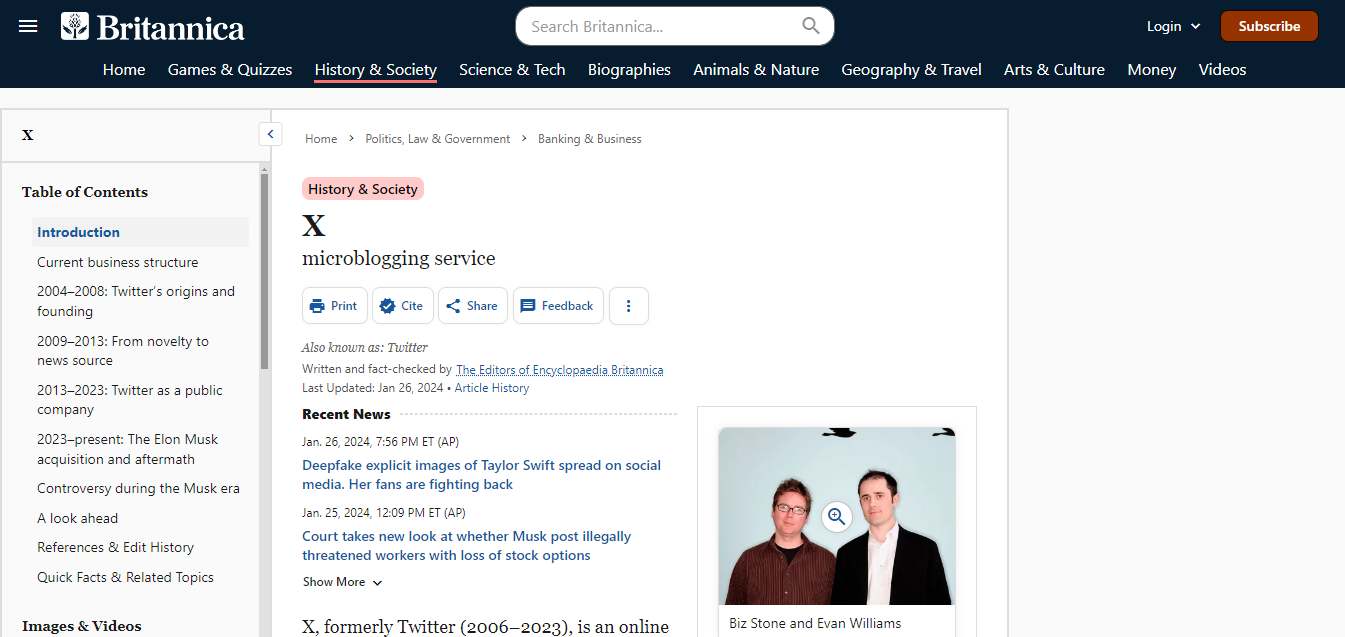 Britannica
Search Britannica...
Login
Subscribe
Home Games & Quizzes History & Society Science & Tech Biographies Animals & Nature Geography & Travel Arts & Culture Money Videos
X
Table of Contents
Introduction
Current business structure
2004–2008: Twitter's origins and
founding
2009–2013: From novelty to
news source
2013–2023: Twitter as a public
company
2023–present: The Elon Musk
acquisition and aftermath
Controversy during the Musk era
A look ahead
References & Edit History
Quick Facts & Related Topics
Images & Videos
Home > Politics, Law & Government > Banking & Business
History & Society
X
microblogging service
Print Cite Share Feedback
Also known as: Twitter
Written and fact-checked by The Editors of Encyclopaedia Britannica
Last Updated: Jan 26, 2024 • Article History
Recent News
Jan. 26, 2024, 7:56 PM ET (AP)
Deepfake explicit images of Taylor Swift spread on social
media. Her fans are fighting back
Jan. 25, 2024, 12:09 PM ET (AP)
Court takes new look at whether Musk post illegally
threatened workers with loss of stock options
Show More
X, formerly Twitter (2006–2023), is an online
Biz Stone and Evan Williams